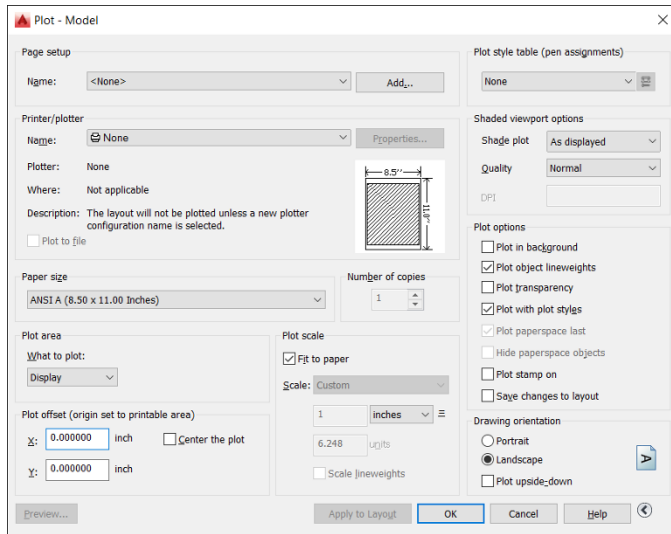 Plot - Model
Page setup
Name: <None> Add...
Printer/plotter
Name: None Properties...
Plotter: None
Where: Not applicable
Description: The layout will not be plotted unless a new plotter
configuration name is selected.
Plot to file
8.5''
11.0''
Paper size
ANSI A (8.50 x 11.00 Inches)
Number of copies
1
Plot area
What to plot:
Display
Plot offset (origin set to printable area)
X: 0.000000 inch Center the plot
Y: 0.000000 inch
Plot scale
Fit to paper
Scale: Custom
1 inches =
6.248 units
Scale lineweights
Plot style table (pen assignments)
None
Shaded viewport options
Shade plot As displayed
Quality Normal
DPI
Plot options
Plot in background
Plot object lineweights
Plot transparency
Plot with plot styles
Plot paperspace last
Hide paperspace objects
Plot stamp on
Save changes to layout
Drawing orientation
Portrait
Landscape
A
Plot upside-down
Preview... Apply to Layout OK Cancel Help